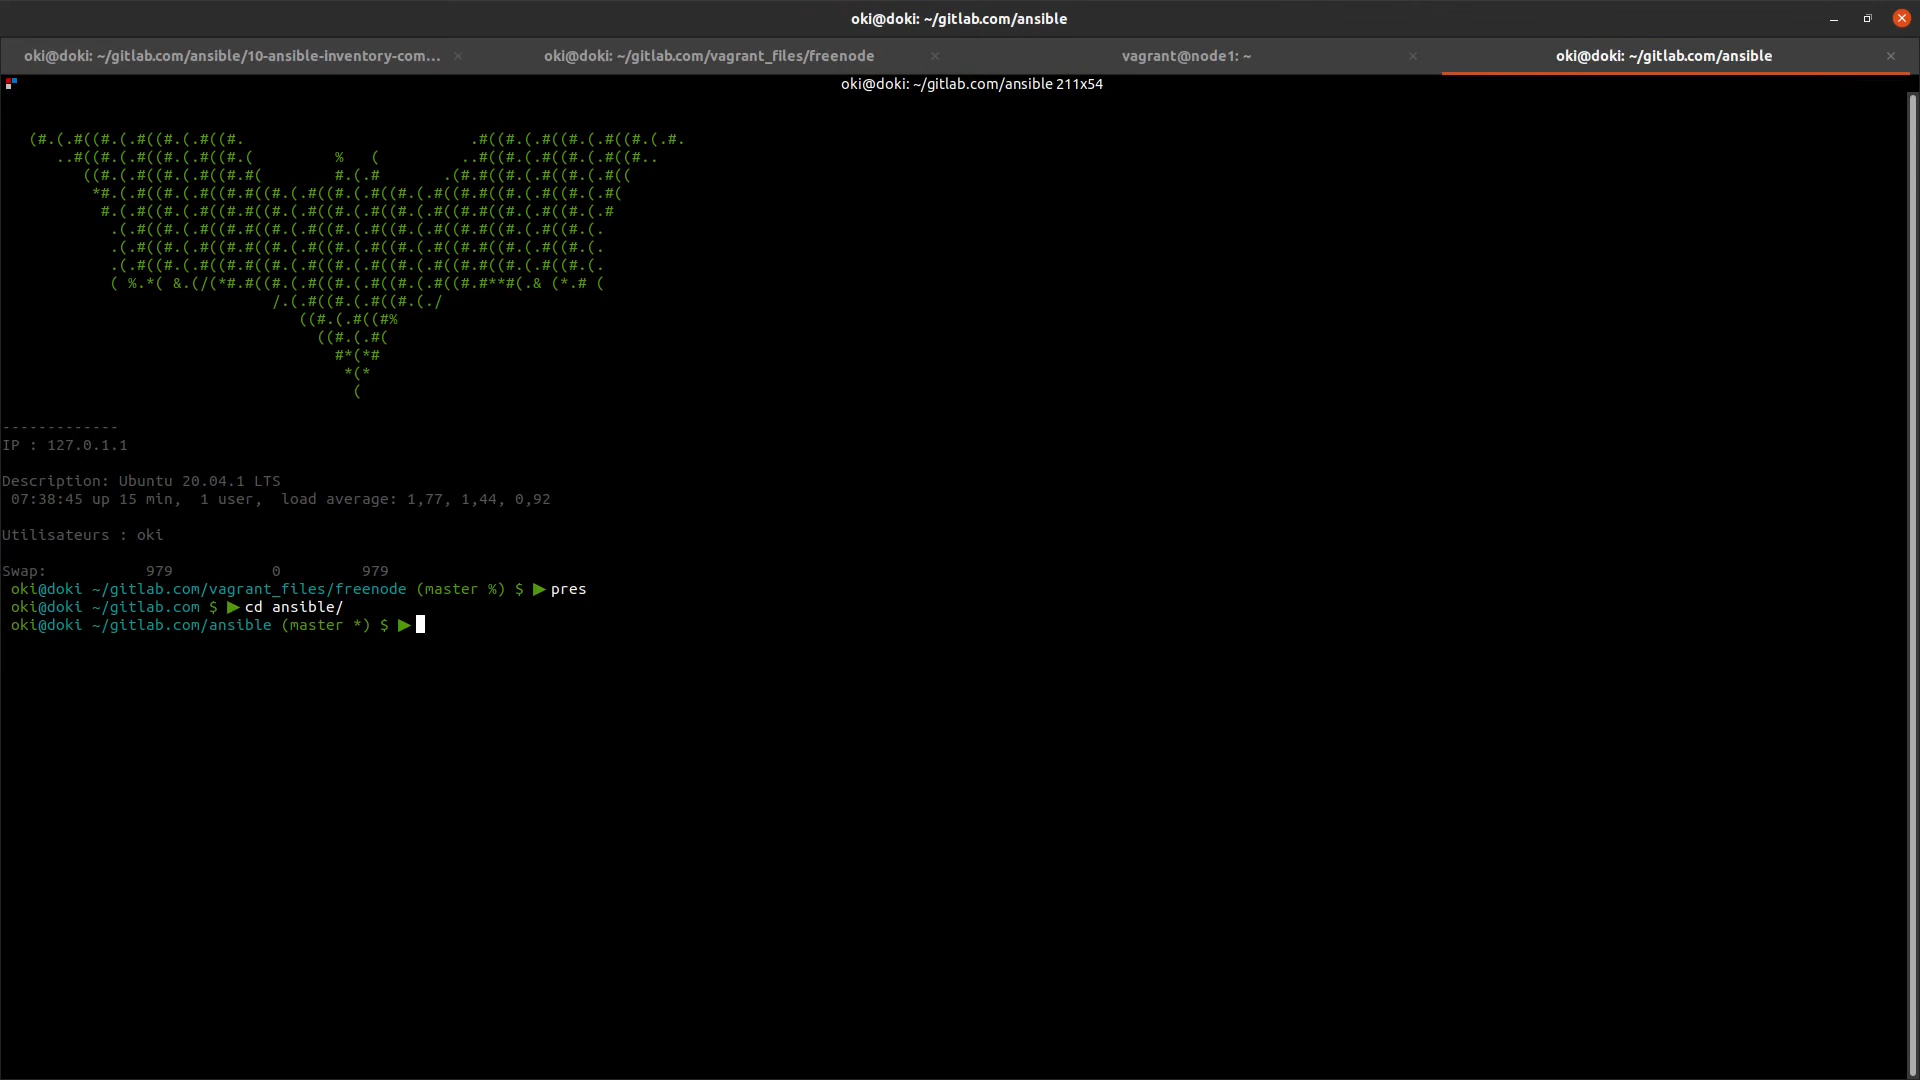 oki@doki: ~/gitlab.com/ansible
oki@doki: ~/gitlab.com/ansible/10-ansible-inventory-com... × oki@doki: ~/gitlab.com/vagrant_files/freenode × vagrant@node1: ~ × oki@doki: ~/gitlab.com/ansible ×
oki@doki: ~/gitlab.com/ansible 211x54
(#.(.#((#.(.#((#.(.#((#.                         .#((#.(.#((#.(.#((#.(.#.
..#((#.(.#((#.(.#((#.(         %   (         ..#((#.(.#((#.(.#((#..
((#.(.#((#.(.#((#.#(        #.(.#       .(#.#((#.(.#((#.(.#((
*#.(.#((#.(.#((#.#((#.(.#((#.(.#((#.(.#((#.#((#.(.#((#.(.#(
#.(.#((#.(.#((#.#((#.(.#((#.(.#((#.(.#((#.#((#.(.#((#.(.#
.(.#((#.(.#((#.#((#.(.#((#.(.#((#.(.#((#.#((#.(.#((#.(.
.(.#((#.(.#((#.#((#.(.#((#.(.#((#.(.#((#.#((#.(.#((#.(.
.(.#((#.(.#((#.#((#.(.#((#.(.#((#.(.#((#.#((#.(.#((#.(.
( %.*( &.(/(*#.#((#.(.#((#.(.#((#.(.#((#.#**#(.& (*.# (
/.(.#((#.(.#((#.(./
((#.(.#((#%
((#.(.#(
#*(*#
*(*
(
-------------
IP : 127.0.1.1
Description: Ubuntu 20.04.1 LTS
07:38:45 up 15 min,  1 user,  load average: 1,77, 1,44, 0,92
Utilisateurs : oki
Swap:           979           0         979
oki@doki ~/gitlab.com/vagrant_files/freenode (master %) $ ▶pres
oki@doki ~/gitlab.com $ ▶cd ansible/
oki@doki ~/gitlab.com/ansible (master *) $ ▶